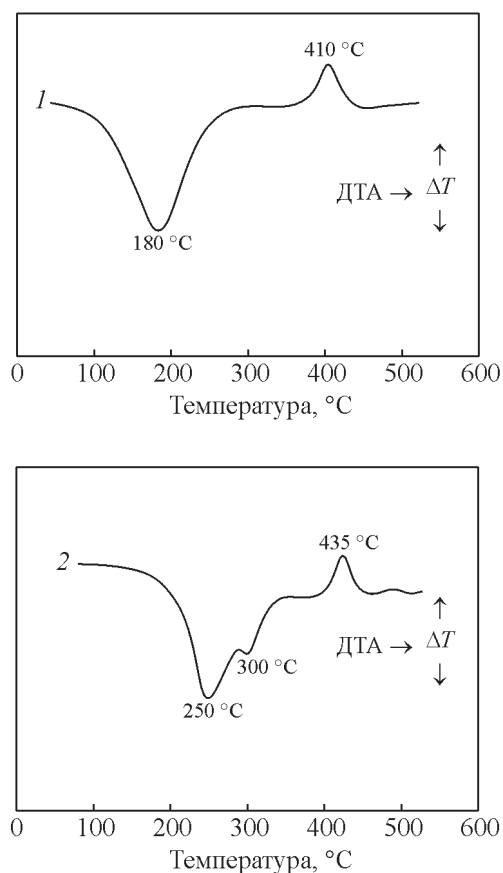 410 °C
1
↑
ДТА → ΔT
↓
180 °C
0 100 200 300 400 500 600
Температура, °C
435 °C
2
↑
ДТА → ΔT
↓
300 °C
250 °C
0 100 200 300 400 500 600
Температура, °C